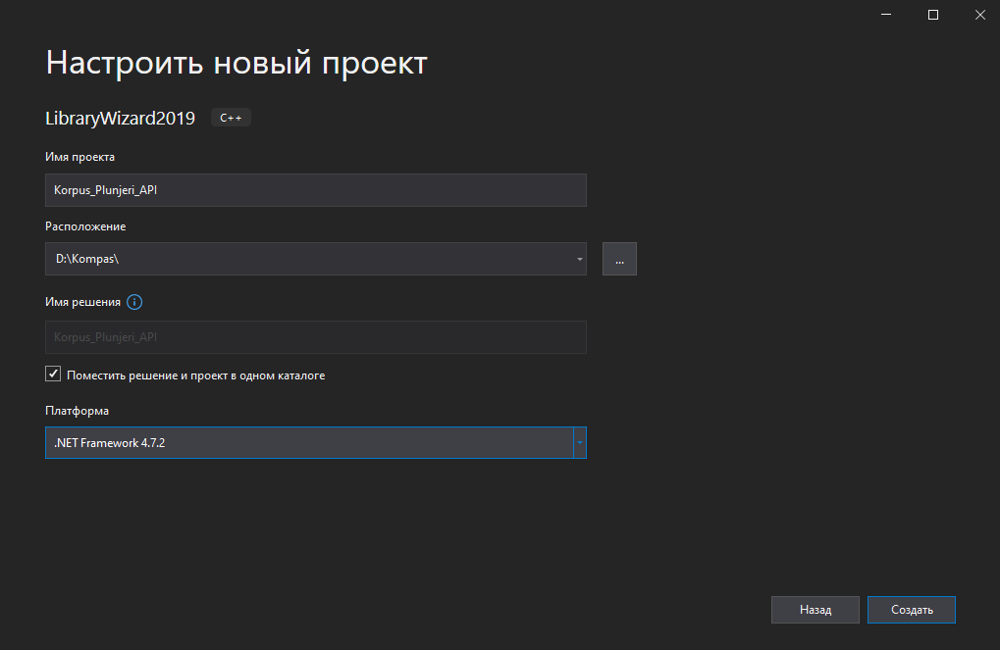 Настроить новый проект
LibraryWizard2019 C++
Имя проекта
Korpus_Plunjeri_API
Расположение
D:\Kompas\
...
Имя решения
Korpus_Plunjeri_API
Поместить решение и проект в одном каталоге
Платформа
.NET Framework 4.7.2
Назад Создать